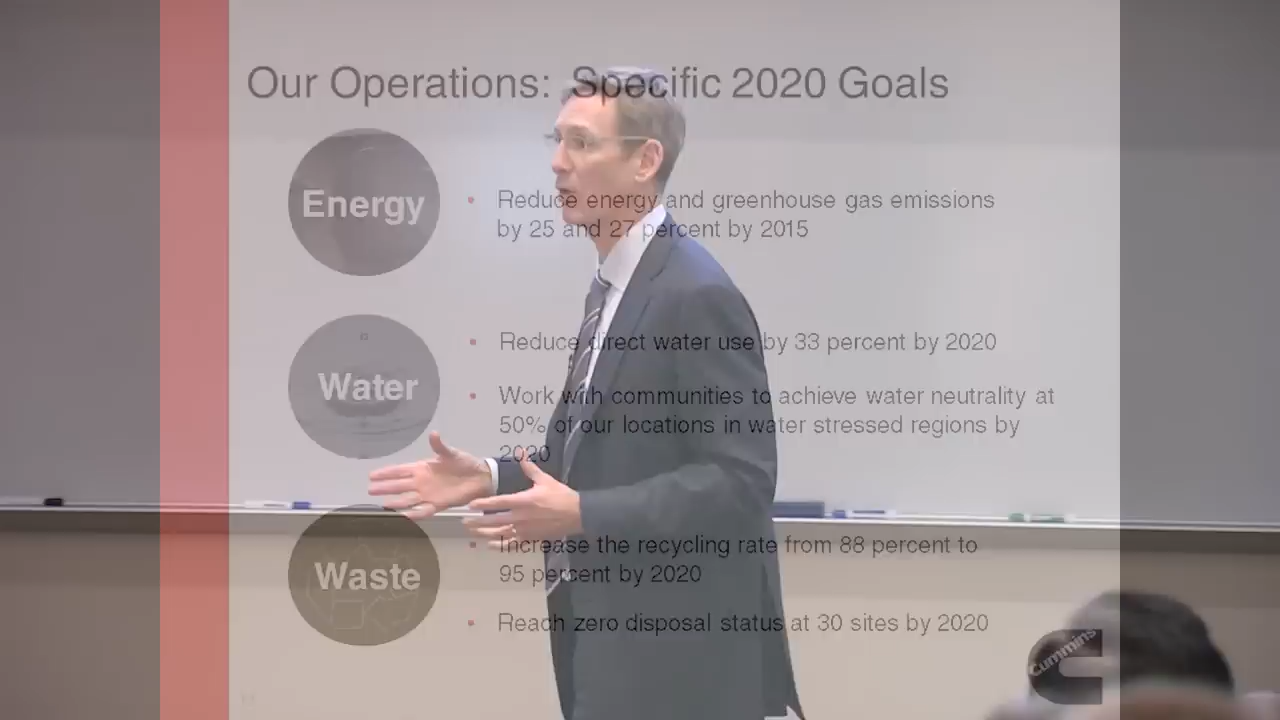 Our Operations: Specific 2020 Goals
Energy
Reduce energy and greenhouse gas emissions
by 25 and 27 percent by 2015
Water
Reduce direct water use by 33 percent by 2020
Work with communities to achieve water neutrality at
50% of our locations in water stressed regions by
2020
Waste
Increase the recycling rate from 88 percent to
95 percent by 2020
Reach zero disposal status at 30 sites by 2020
Cummins